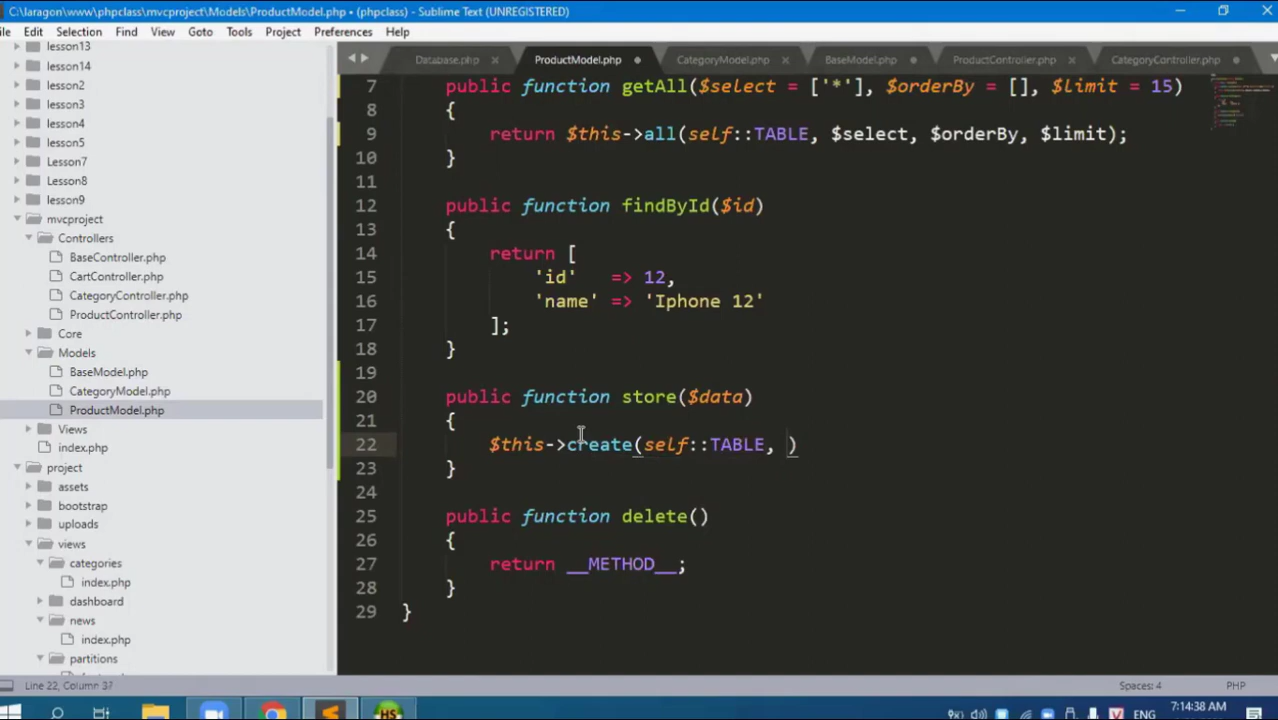 C:\laragon\www\phpclass\mvcproject\Models\ProductModel.php • (phpclass) - Sublime Text (UNREGISTERED)
Edit Selection Find View Goto Tools Project Preferences Help
lesson13
lesson14
lesson2
lesson3
lesson4
lesson5
Lesson7
Lesson8
lesson9
mvcproject
Controllers
BaseController.php
CartController.php
CategoryController.php
ProductController.php
Core
Models
BaseModel.php
CategoryModel.php
ProductModel.php
Views
index.php
project
assets
bootstrap
uploads
views
categories
index.php
dashboard
news
index.php
partitions
Database.php ProductModel.php CategoryModel.php BaseModel.php ProductController.php CategoryController.php
7 public function getAll($select = ['*'], $orderBy = [], $limit = 15)
8 {
9 return $this->all(self::TABLE, $select, $orderBy, $limit);
10 }
11
12 public function findById($id)
13 {
14 return [
15 'id' => 12,
16 'name' => 'Iphone 12'
17 ];
18 }
19
20 public function store($data)
21 {
22 $this->create(self::TABLE, )
23 }
24
25 public function delete()
26 {
27 return __METHOD__;
28 }
29 }
Line 22, Column 37 Spaces: 4 PHP
HS ENG 7:14:38 AM